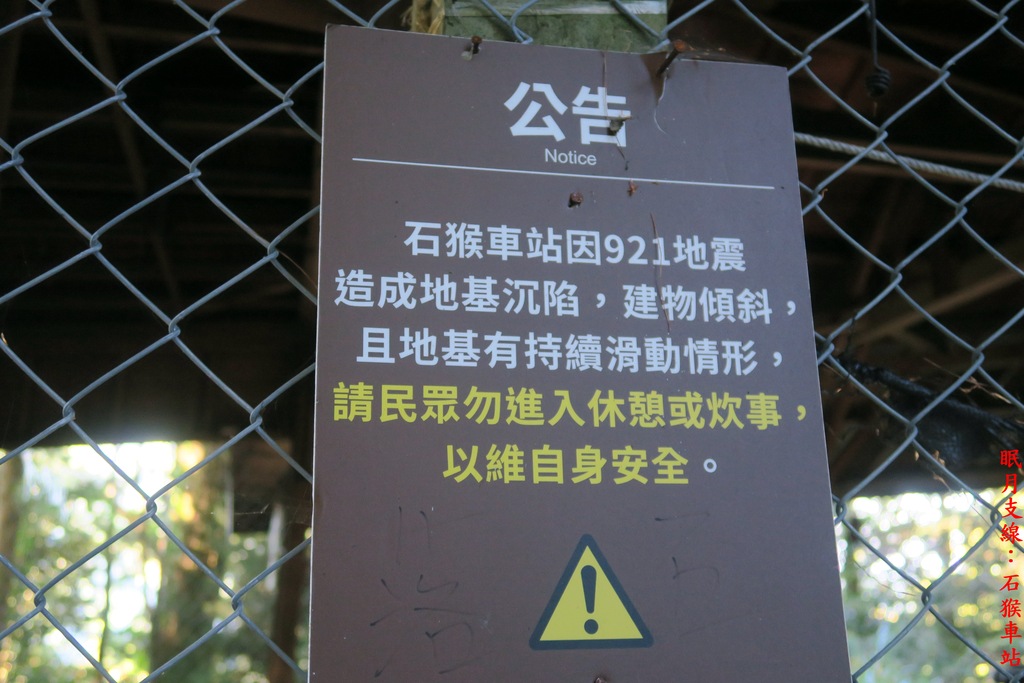 公告
Notice
石猴車站因921地震
造成地基沉陷，建物傾斜，
且地基有持續滑動情形，
請民眾勿進入休憩或炊事，
以維自身安全。
眠月支線：石猴車站